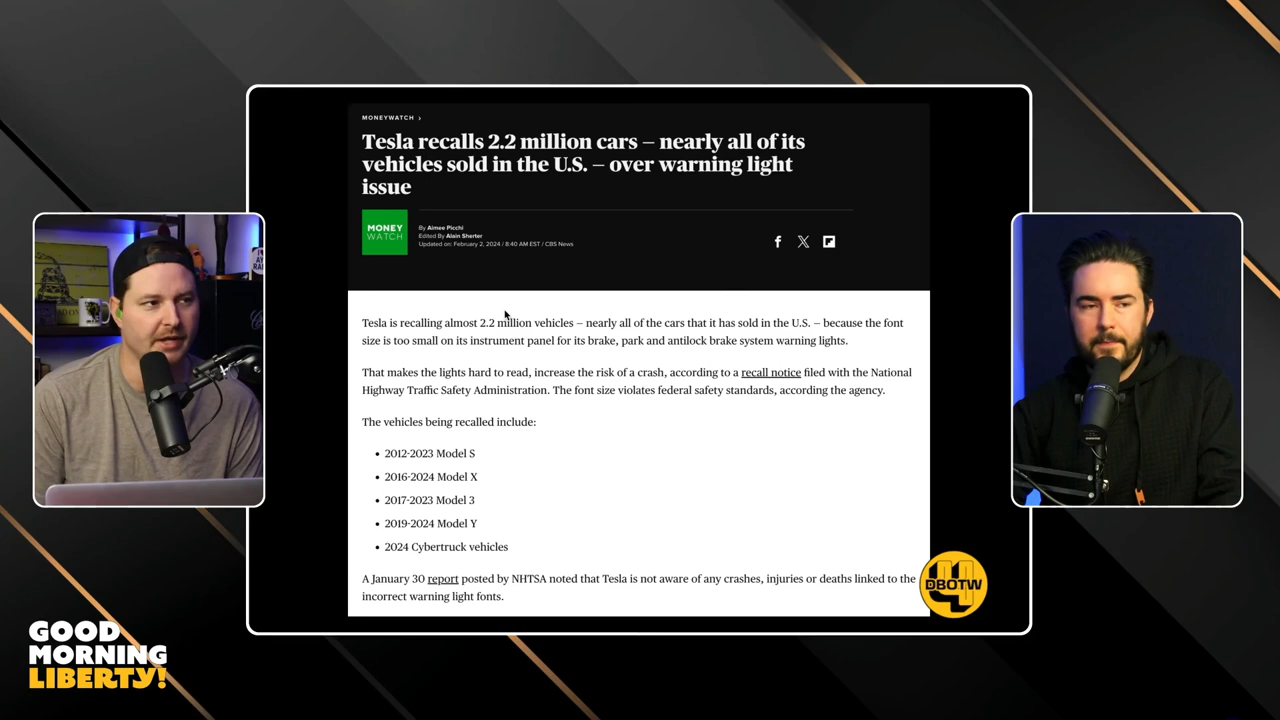 MONEYWATCH >
Tesla recalls 2.2 million cars — nearly all of its
vehicles sold in the U.S. — over warning light
issue
MONEY
WATCH
By Aimee Picchi
Edited By Alain Sherter
Updated on: February 2, 2024 / 8:40 AM EST / CBS News
Tesla is recalling almost 2.2 million vehicles — nearly all of the cars that it has sold in the U.S. — because the font
size is too small on its instrument panel for its brake, park and antilock brake system warning lights.
That makes the lights hard to read, increase the risk of a crash, according to a recall notice filed with the National
Highway Traffic Safety Administration. The font size violates federal safety standards, according the agency.
The vehicles being recalled include:
• 2012-2023 Model S
• 2016-2024 Model X
• 2017-2023 Model 3
• 2019-2024 Model Y
• 2024 Cybertruck vehicles
A January 30 report posted by NHTSA noted that Tesla is not aware of any crashes, injuries or deaths linked to the
incorrect warning light fonts.
DBOTW
GOOD
MORNING
LIBERTY!